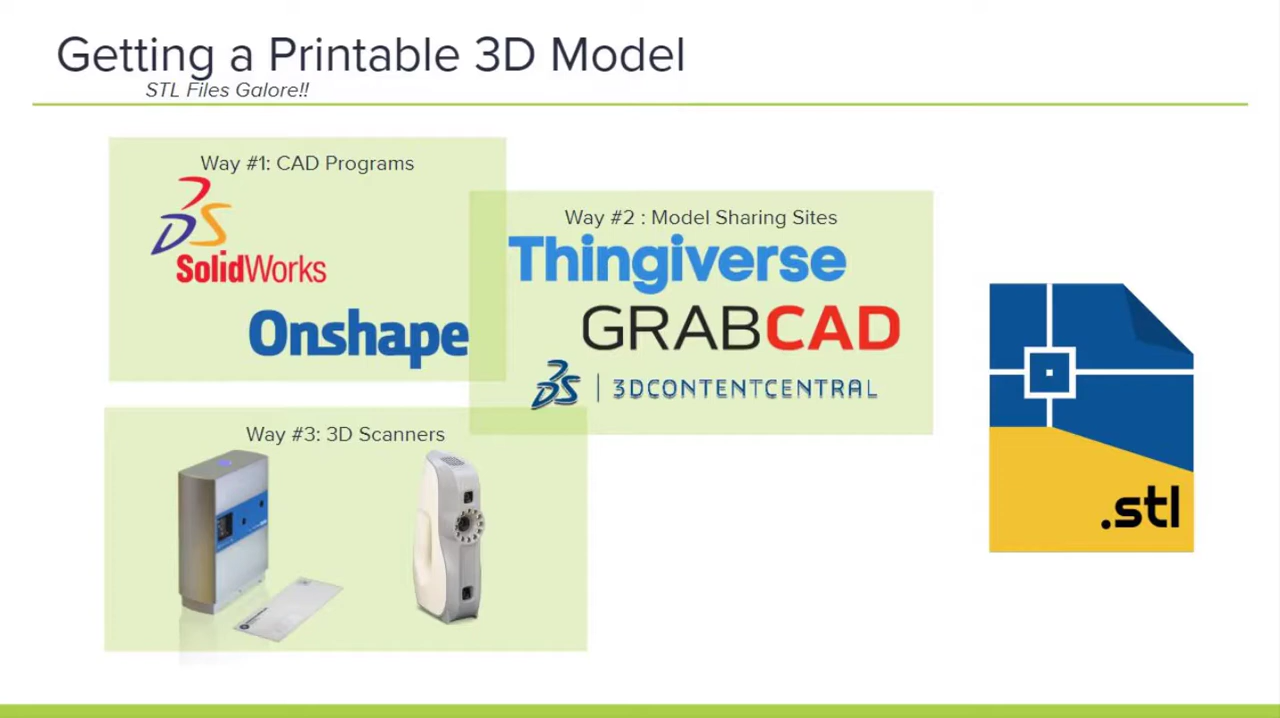 Getting a Printable 3D Model
STL Files Galore!!
Way #1: CAD Programs
SolidWorks
Onshape
Way #2 : Model Sharing Sites
Thingiverse
GRABCAD
3DCONTENTCENTRAL
Way #3: 3D Scanners
.stl